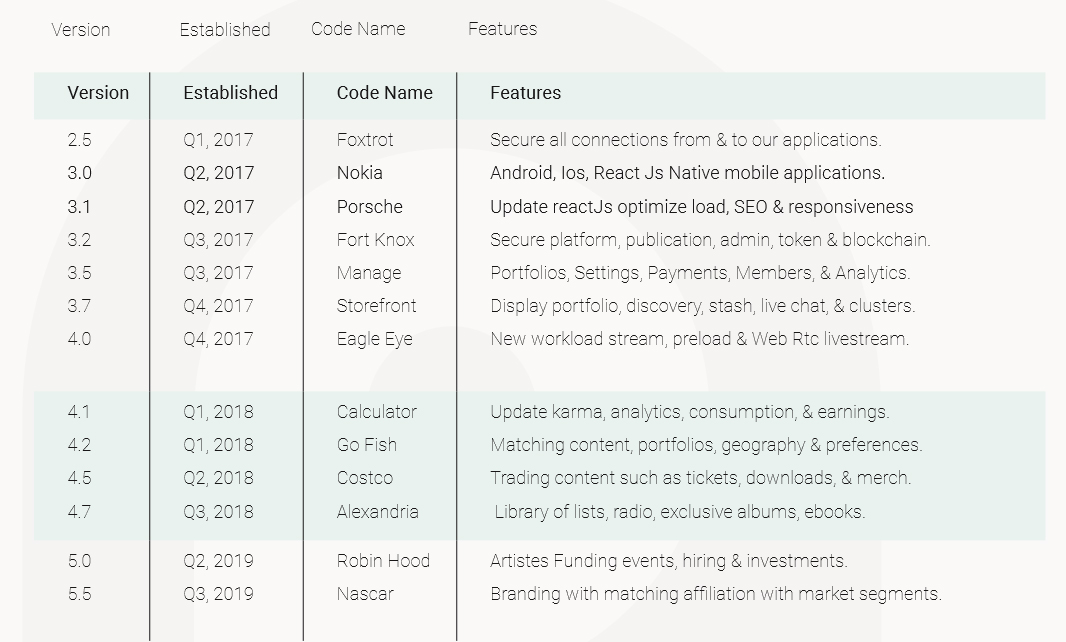 Version Established Code Name Features
Version Established Code Name Features
2.5 Q1, 2017 Foxtrot Secure all connections from & to our applications.
3.0 Q2, 2017 Nokia Android, Ios, React Js Native mobile applications.
3.1 Q2, 2017 Porsche Update reactJs optimize load, SEO & responsiveness
3.2 Q3, 2017 Fort Knox Secure platform, publication, admin, token & blockchain.
3.5 Q3, 2017 Manage Portfolios, Settings, Payments, Members, & Analytics.
3.7 Q4, 2017 Storefront Display portfolio, discovery, stash, live chat, & clusters.
4.0 Q4, 2017 Eagle Eye New workload stream, preload & Web Rtc livestream.
4.1 Q1, 2018 Calculator Update karma, analytics, consumption, & earnings.
4.2 Q1, 2018 Go Fish Matching content, portfolios, geography & preferences.
4.5 Q2, 2018 Costco Trading content such as tickets, downloads, & merch.
4.7 Q3, 2018 Alexandria Library of lists, radio, exclusive albums, ebooks.
5.0 Q2, 2019 Robin Hood Artistes Funding events, hiring & investments.
5.5 Q3, 2019 Nascar Branding with matching affiliation with market segments.